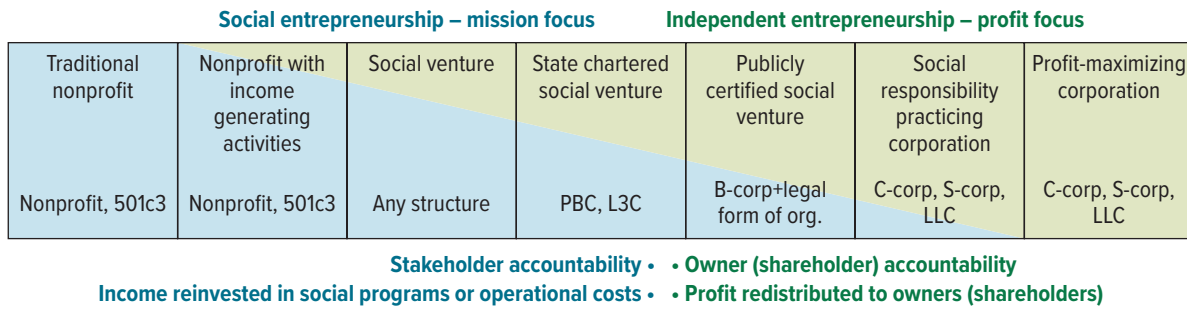 Social entrepreneurship – mission focus
Independent entrepreneurship – profit focus
Traditional
nonprofit
Nonprofit, 501c3
Nonprofit with
income
generating
activities
Nonprofit, 501c3
Social venture
Any structure
State chartered
social venture
PBC, L3C
Publicly
certified social
venture
B-corp+legal
form of org.
Social
responsibility
practicing
corporation
C-corp, S-corp,
LLC
Profit-maximizing
corporation
C-corp, S-corp,
LLC
Stakeholder accountability •
• Owner (shareholder) accountability
Income reinvested in social programs or operational costs •
• Profit redistributed to owners (shareholders)